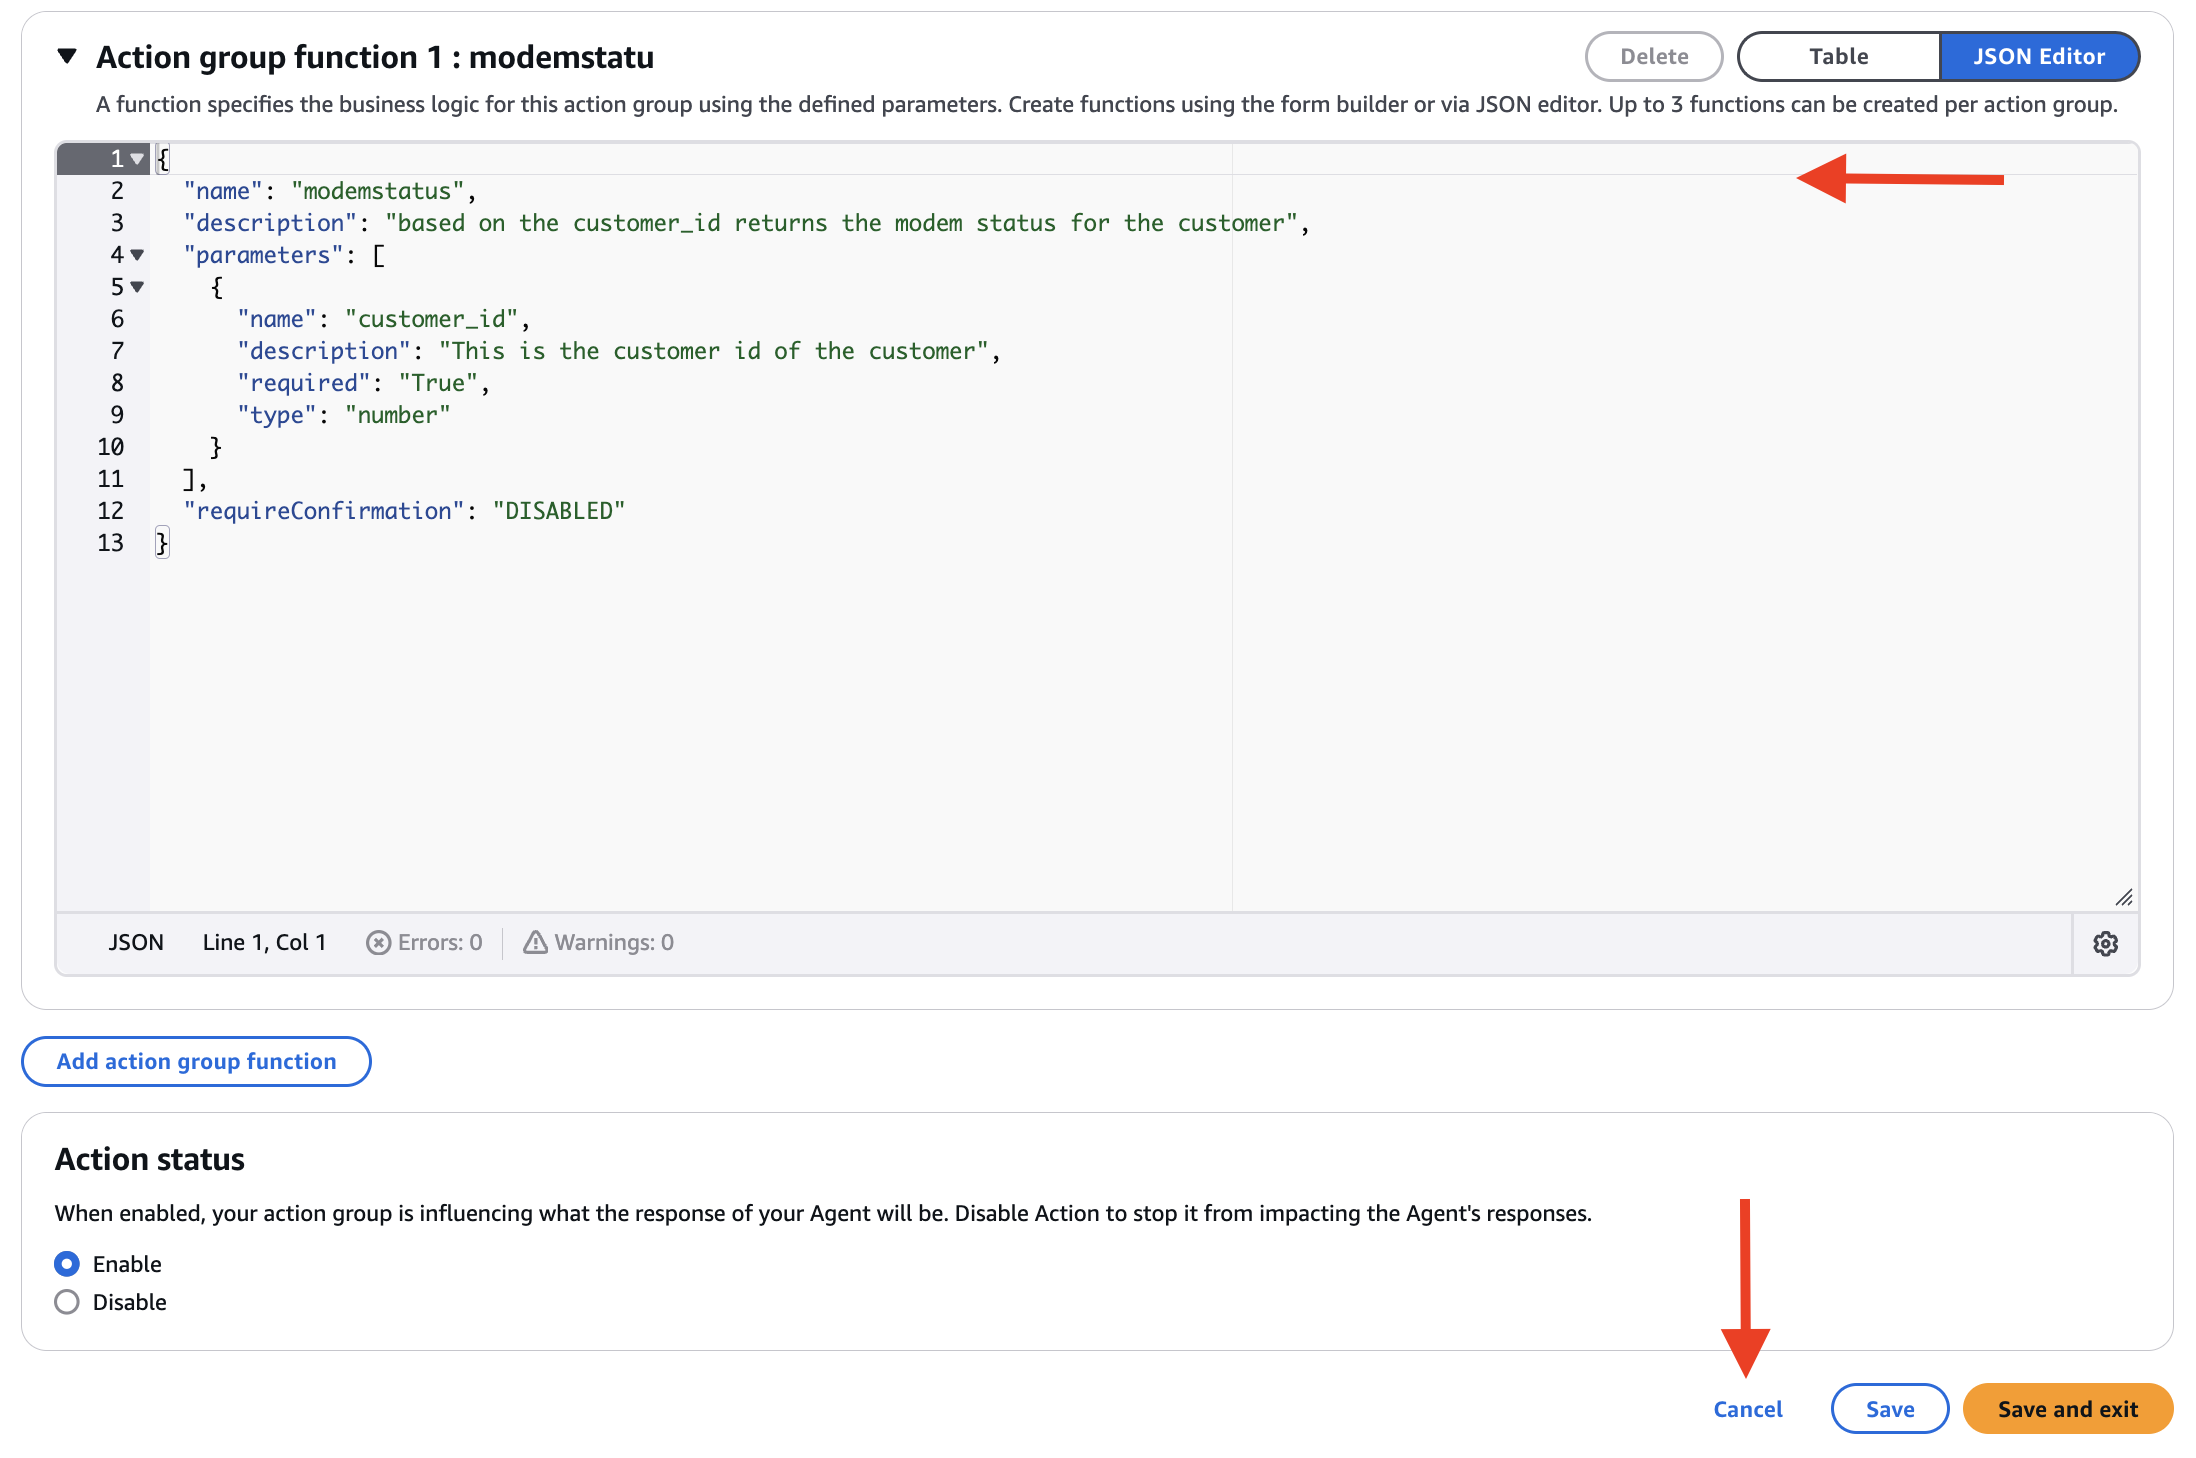 Action group function 1 : modemstatu
Delete
Table
JSON Editor
A function specifies the business logic for this action group using the defined parameters. Create functions using the form builder or via JSON editor. Up to 3 functions can be created per action group.
1 {
2 "name": "modemstatus",
3 "description": "based on the customer_id returns the modem status for the customer",
4 "parameters": [
5 {
6 "name": "customer_id",
7 "description": "This is the customer id of the customer",
8 "required": "True",
9 "type": "number"
10 }
11 ],
12 "requireConfirmation": "DISABLED"
13 }
JSON Line 1, Col 1 Errors: 0 Warnings: 0
Add action group function
Action status
When enabled, your action group is influencing what the response of your Agent will be. Disable Action to stop it from impacting the Agent's responses.
Enable
Disable
Cancel
Save
Save and exit